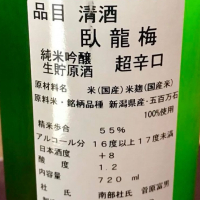 品目 清酒
臥龍梅
純米吟醸
生貯原酒 超辛口
原材料名 米(国産)米麹(国産米)
原料米・銘柄品種 新潟県産・五百万石
100%使用
精米歩合 55%
アルコール分 16度以上17度未満
日本酒度 +8
酸度 1.2
内容量 720ml
杜氏 南部杜氏 菅原富男